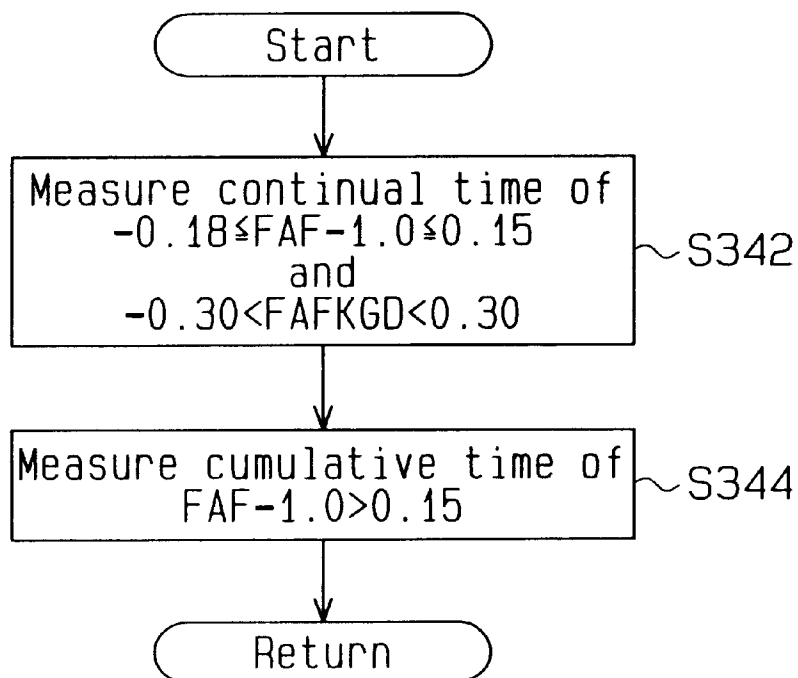 Start
Measure continual time of
-0.18≦FAF-1.0≦0.15
and
-0.30<FAFKGD<0.30
S342
Measure cumulative time of
FAF-1.0>0.15
S344
Return